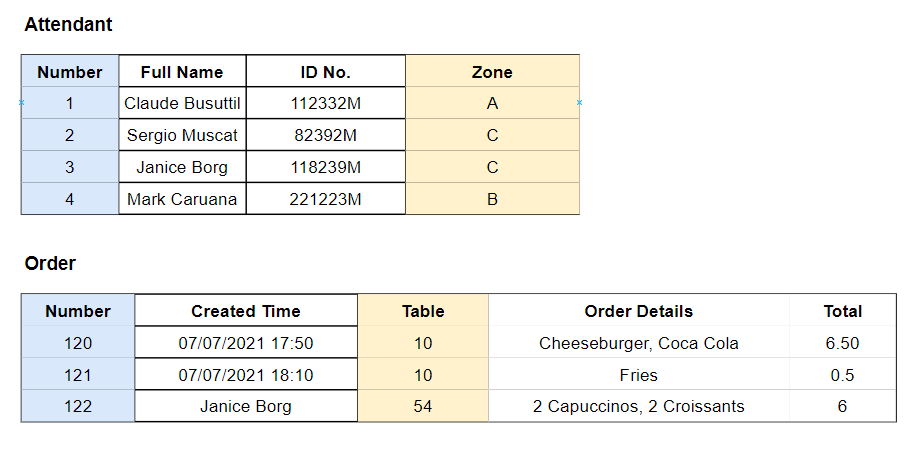 Attendant
Number Full Name ID No. Zone
1 Claude Busuttil 112332M A
2 Sergio Muscat 82392M C
3 Janice Borg 118239M C
4 Mark Caruana 221223M B
Order
Number Created Time Table Order Details Total
120 07/07/2021 17:50 10 Cheeseburger, Coca Cola 6.50
121 07/07/2021 18:10 10 Fries 0.5
122 Janice Borg 54 2 Capuccinos, 2 Croissants 6